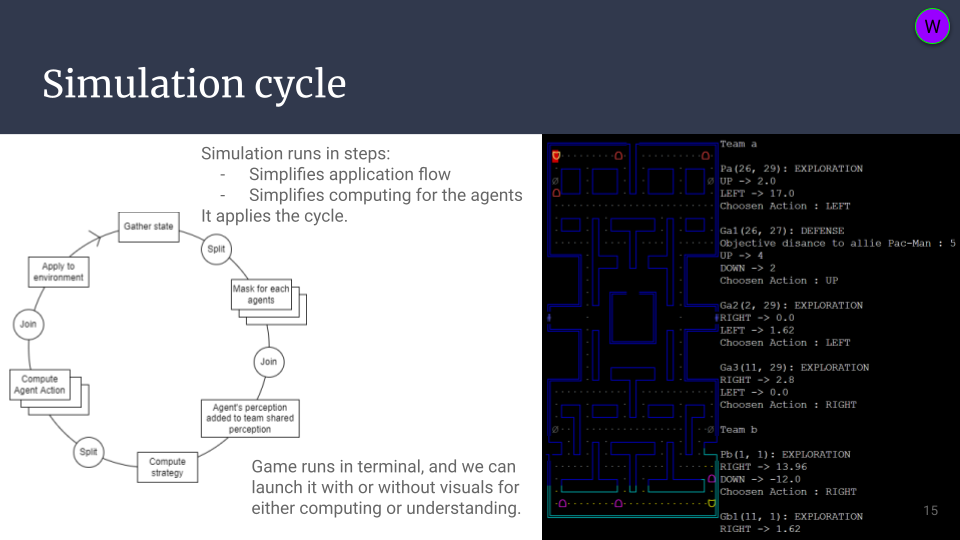 W
Simulation cycle
Simulation runs in steps:
- Simplifies application flow
- Simplifies computing for the agents
It applies the cycle.
Gather state
Split
Mask for each
agents
Join
Agent's perception
added to team shared
perception
Compute
strategy
Split
Compute
Agent Action
Join
Apply to
environment
Game runs in terminal, and we can
launch it with or without visuals for
either computing or understanding.
Team a
Pa(26, 29): EXPLORATION
UP -> 2.0
LEFT -> 17.0
Choosen Action : LEFT
Ga1(26, 27): DEFENSE
Objective disance to allie Pac-Man : 5
UP -> 4
DOWN -> 2
Choosen Action : UP
Ga2(2, 29): EXPLORATION
RIGHT -> 0.0
LEFT -> 1.62
Choosen Action : LEFT
Ga3(11, 29): EXPLORATION
RIGHT -> 2.8
LEFT -> 0.0
Choosen Action : RIGHT
Team b
Pb(1, 1): EXPLORATION
RIGHT -> 13.96
DOWN -> -12.0
Choosen Action : RIGHT
Gb1(11, 1): EXPLORATION
RIGHT -> 1.62
15